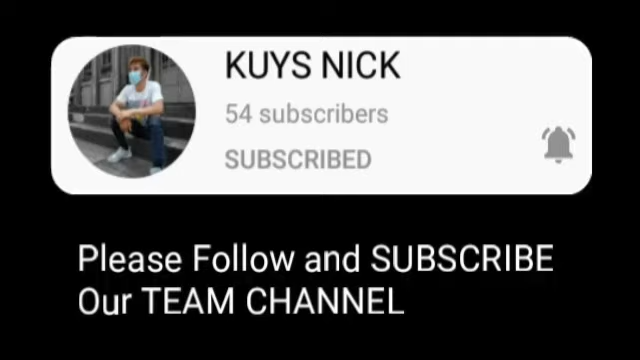 KUYS NICK
54 subscribers
SUBSCRIBED
Please Follow and SUBSCRIBE
Our TEAM CHANNEL